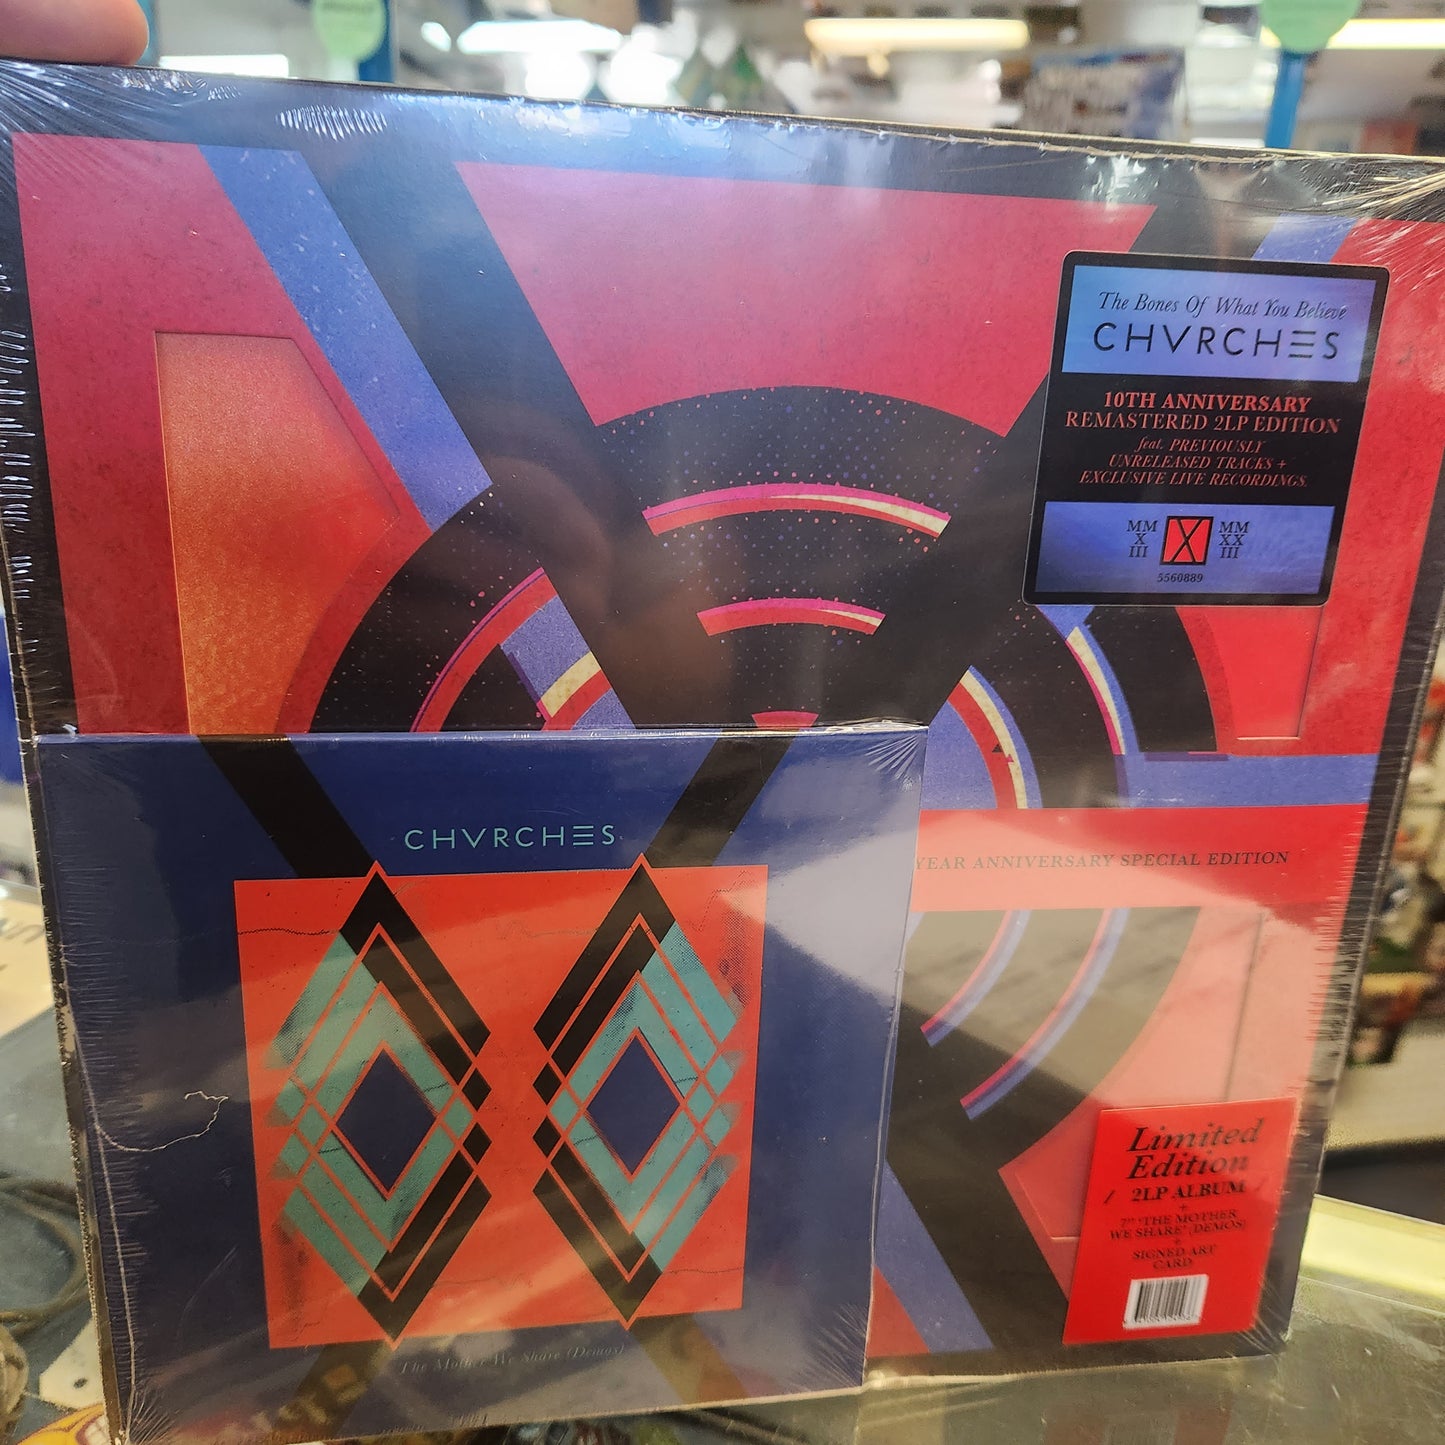 The Bones Of What You Believe
CHVRCHΞS
10TH ANNIVERSARY
REMASTERED 2LP EDITION
feat. PREVIOUSLY
UNRELEASED TRACKS +
EXCLUSIVE LIVE RECORDINGS.
MM
X
III
MM
XX
III
5560889
CHVRCHΞS
YEAR ANNIVERSARY SPECIAL EDITION
Limited
Edition
/ 2LP ALBUM /
+
7" 'THE MOTHER
WE SHARE' (DEMOS)
+
SIGNED ART
CARD
The Mother We Share (Demos)